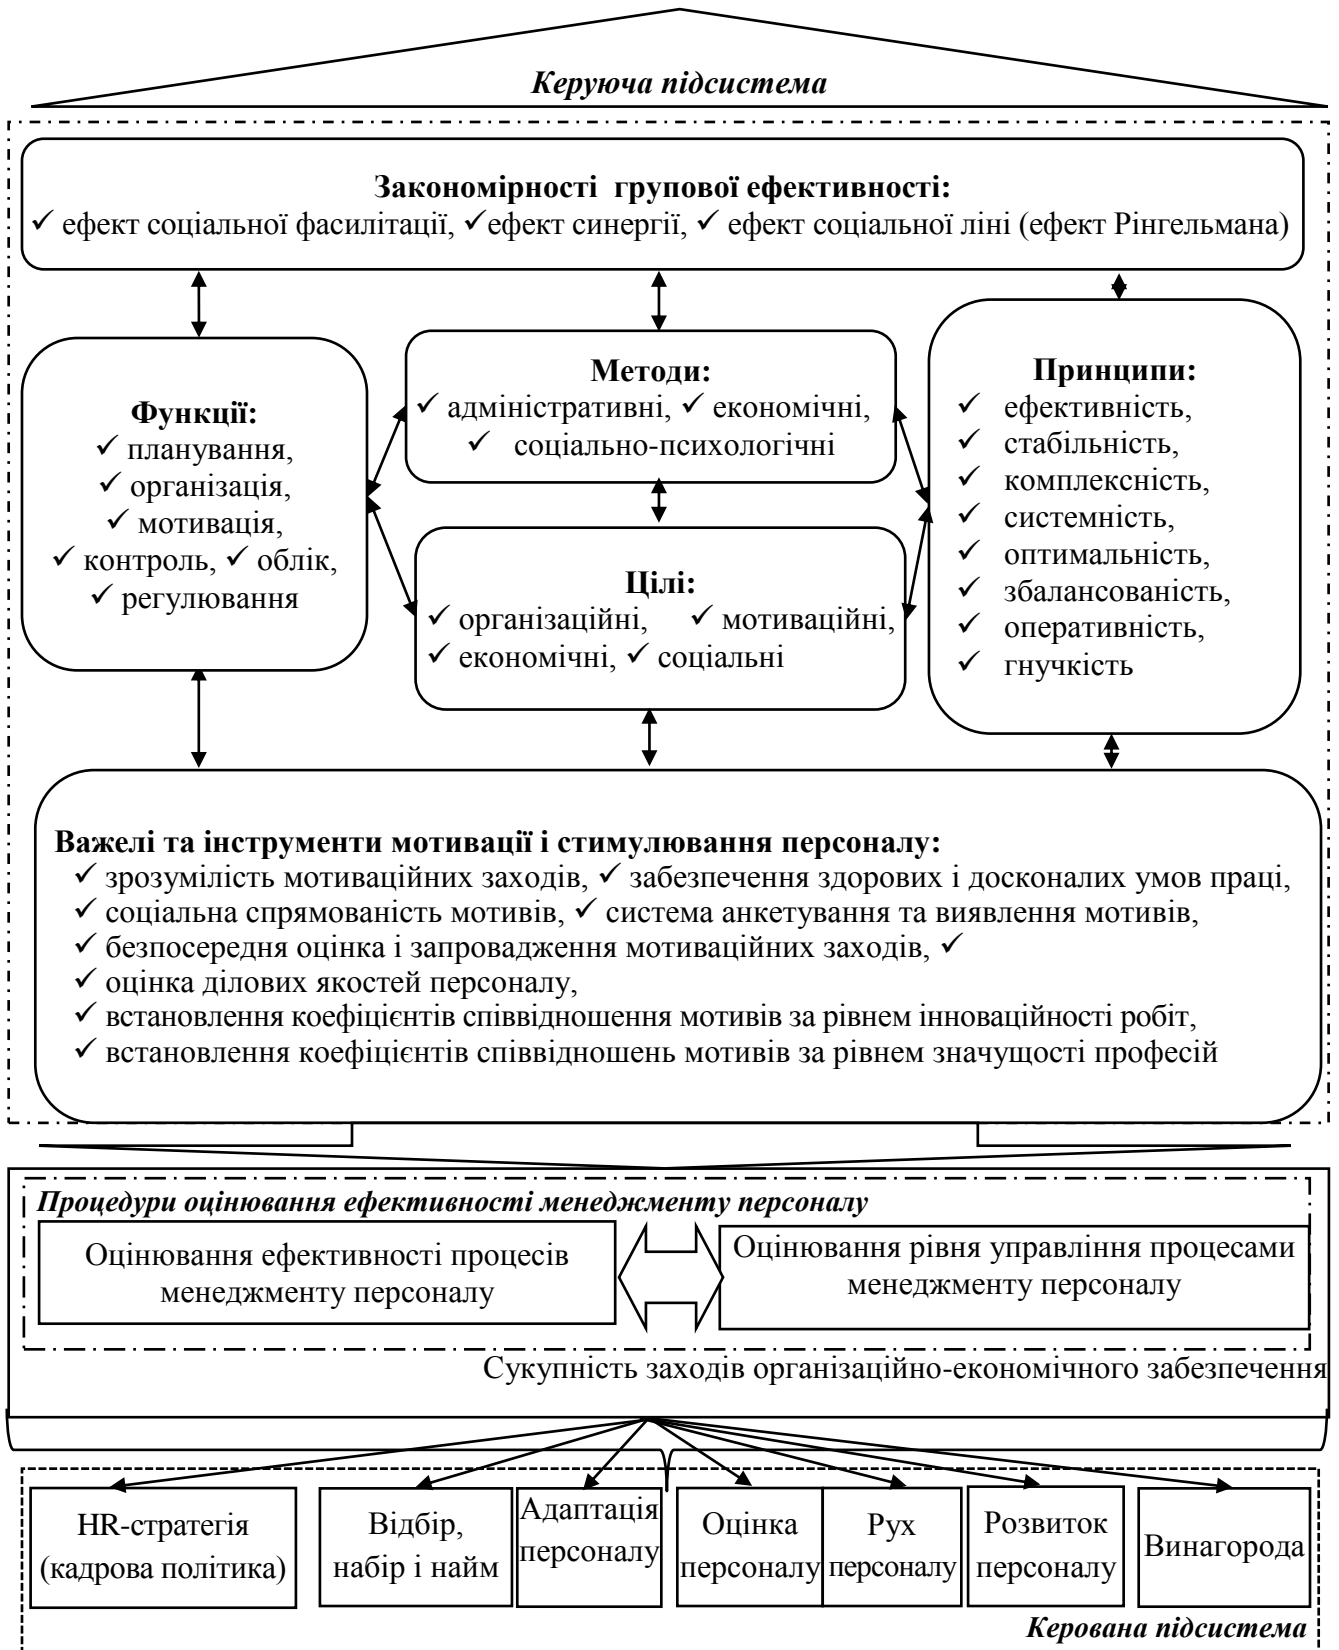 Керуюча підсистема
Закономірності групової ефективності:
✓ ефект соціальної фасилітації, ✓ефект синергії, ✓ ефект соціальної ліні (ефект Рінгельмана)
Функції:
✓ планування,
✓ організація,
✓ мотивація,
✓ контроль, ✓ облік,
✓ регулювання
Методи:
✓ адміністративні, ✓ економічні,
✓ соціально-психологічні
Цілі:
✓ організаційні, ✓ мотиваційні,
✓ економічні, ✓ соціальні
Принципи:
✓ ефективність,
✓ стабільність,
✓ комплексність,
✓ системність,
✓ оптимальність,
✓ збалансованість,
✓ оперативність,
✓ гнучкість
Важелі та інструменти мотивації і стимулювання персоналу:
✓ зрозумілість мотиваційних заходів, ✓ забезпечення здорових і досконалих умов праці,
✓ соціальна спрямованість мотивів, ✓ система анкетування та виявлення мотивів,
✓ безпосередня оцінка і запровадження мотиваційних заходів, ✓
✓ оцінка ділових якостей персоналу,
✓ встановлення коефіцієнтів співвідношення мотивів за рівнем інноваційності робіт,
✓ встановлення коефіцієнтів співвідношень мотивів за рівнем значущості професій
Процедури оцінювання ефективності менеджменту персоналу
Оцінювання ефективності процесів
менеджменту персоналу
Оцінювання рівня управління процесами
менеджменту персоналу
Сукупність заходів організаційно-економічного забезпечення
HR-стратегія
(кадрова політика)
Відбір,
набір і найм
Адаптація
персоналу
Оцінка
персоналу
Рух
персоналу
Розвиток
персоналу
Винагорода
Керована підсистема